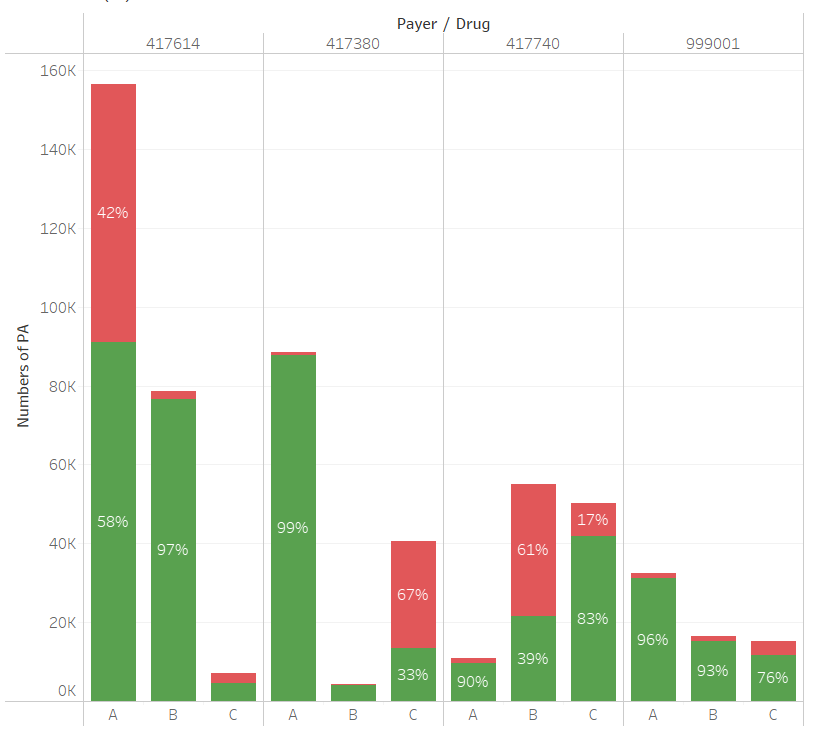 Payer / Drug
417614 417380 417740 999001
160K
140K
120K
100K
80K
60K
40K
20K
0K
Numbers of PA
42%
58%
97%
99%
67%
33%
90%
61%
39%
17%
83%
96%
93%
76%
A B C A B C A B C A B C